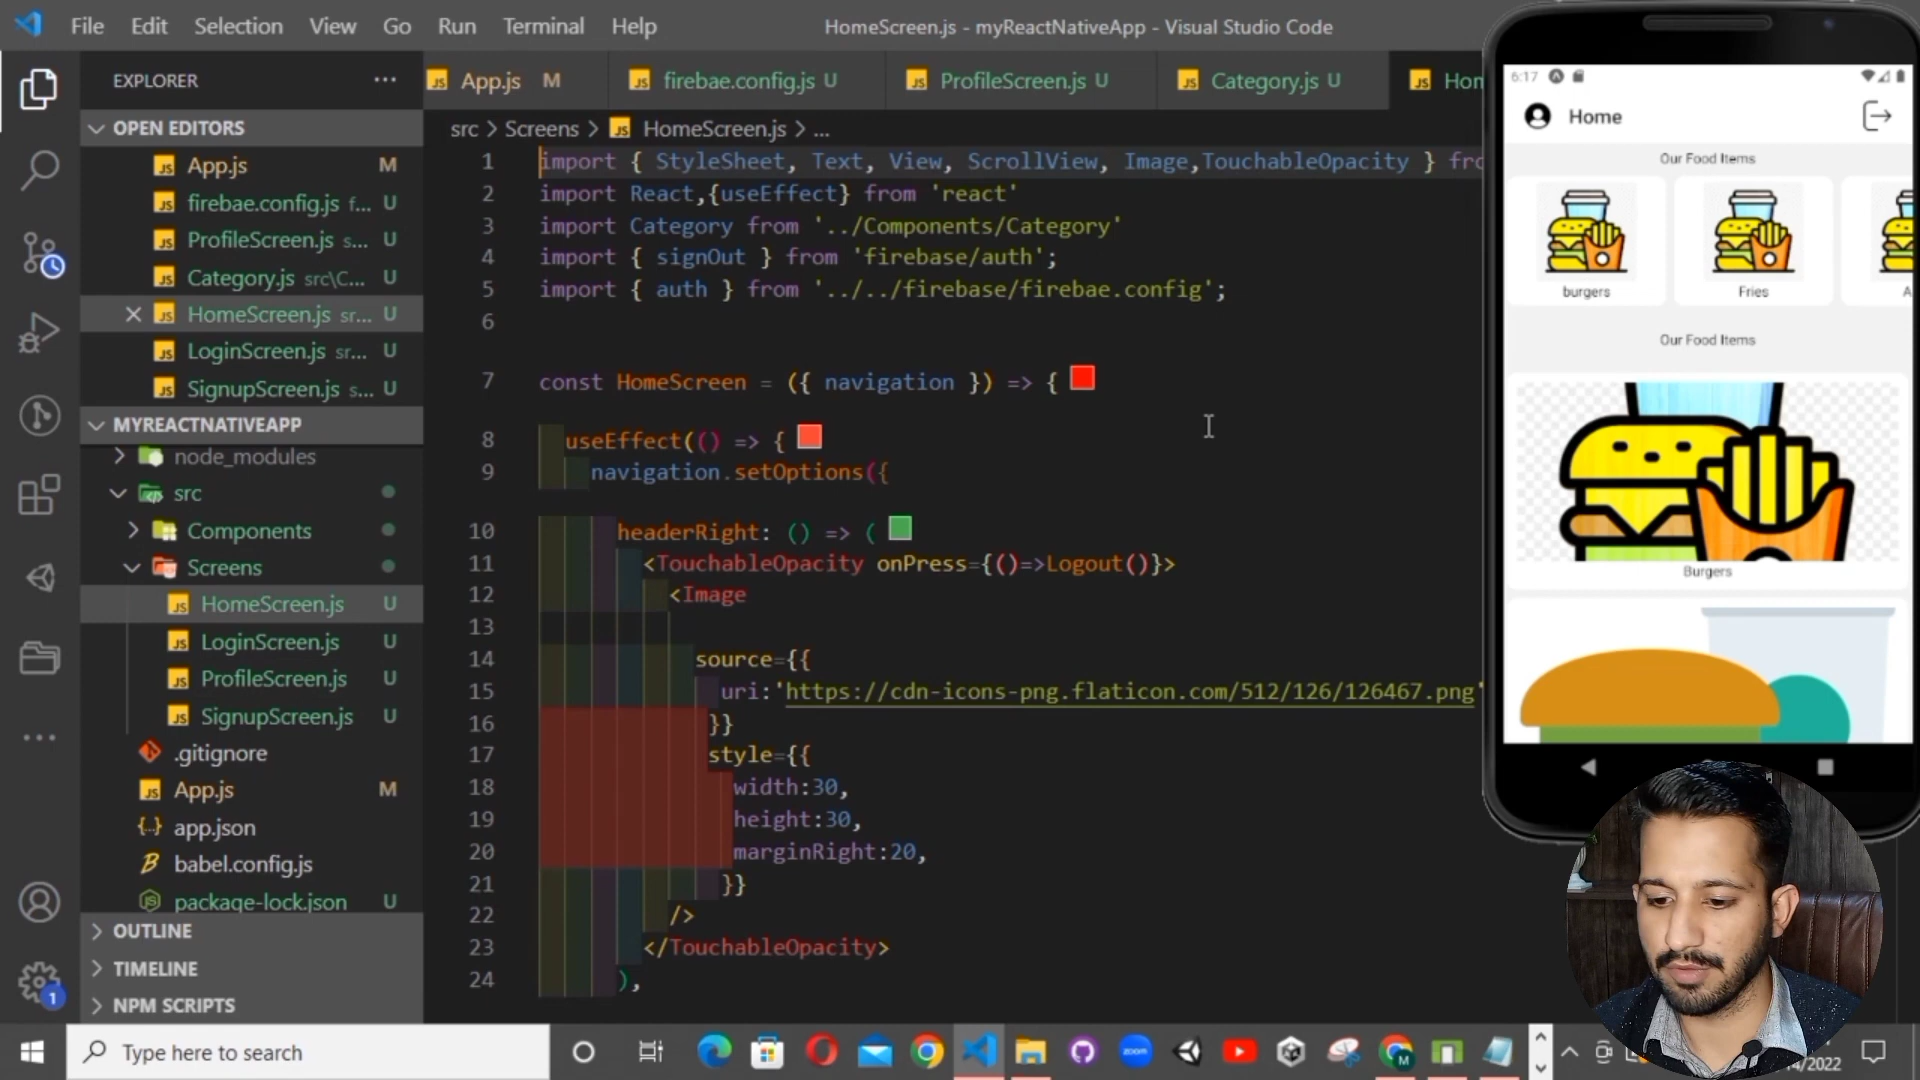 File Edit Selection View Go Run Terminal Help
HomeScreen.js - myReactNativeApp - Visual Studio Code
EXPLORER
OPEN EDITORS
App.js M
firebae.config.js f... U
ProfileScreen.js s... U
Category.js src\C... U
HomeScreen.js sr... U
LoginScreen.js sr... U
SignupScreen.js s... U
MYREACTNATIVEAPP
node_modules
src
Components
Screens
HomeScreen.js U
LoginScreen.js U
ProfileScreen.js U
SignupScreen.js U
.gitignore
App.js M
app.json
babel.config.js
package-lock.json U
OUTLINE
TIMELINE
NPM SCRIPTS
1
App.js M firebae.config.js U ProfileScreen.js U Category.js U Hom
src > Screens > HomeScreen.js > ...
1 import { StyleSheet, Text, View, ScrollView, Image,TouchableOpacity } fro
2 import React,{useEffect} from 'react'
3 import Category from '../Components/Category'
4 import { signOut } from 'firebase/auth';
5 import { auth } from '../../firebase/firebae.config';
6
7 const HomeScreen = ({ navigation }) => {
8 useEffect(() => {
9 navigation.setOptions({
10 headerRight: () => (
11 <TouchableOpacity onPress={()=>Logout()}>
12 <Image
13
14 source={{
15 uri:'https://cdn-icons-png.flaticon.com/512/126/126467.png'
16 }}
17 style={{
18 width:30,
19 height:30,
20 marginRight:20,
21 }}
22 />
23 </TouchableOpacity>
24 ),
6:17
Home
Our Food Items
burgers Fries A
Our Food Items
Burgers
Type here to search
zoom
M
/2022